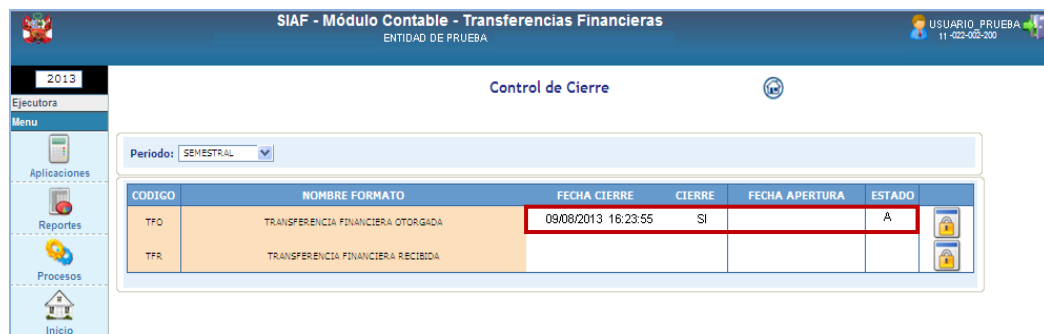 SIAF - Módulo Contable - Transferencias Financieras
ENTIDAD DE PRUEBA
USUARIO_PRUEBA
11 -022-002-200
2013
Ejecutora
Menu
Aplicaciones
Reportes
Procesos
Inicio
Control de Cierre
Periodo: SEMESTRAL
CODIGO NOMBRE FORMATO FECHA CIERRE CIERRE FECHA APERTURA ESTADO
TFO TRANSFERENCIA FINANCIERA OTORGADA 09/08/2013 16:23:55 SI A
TFR TRANSFERENCIA FINANCIERA RECIBIDA